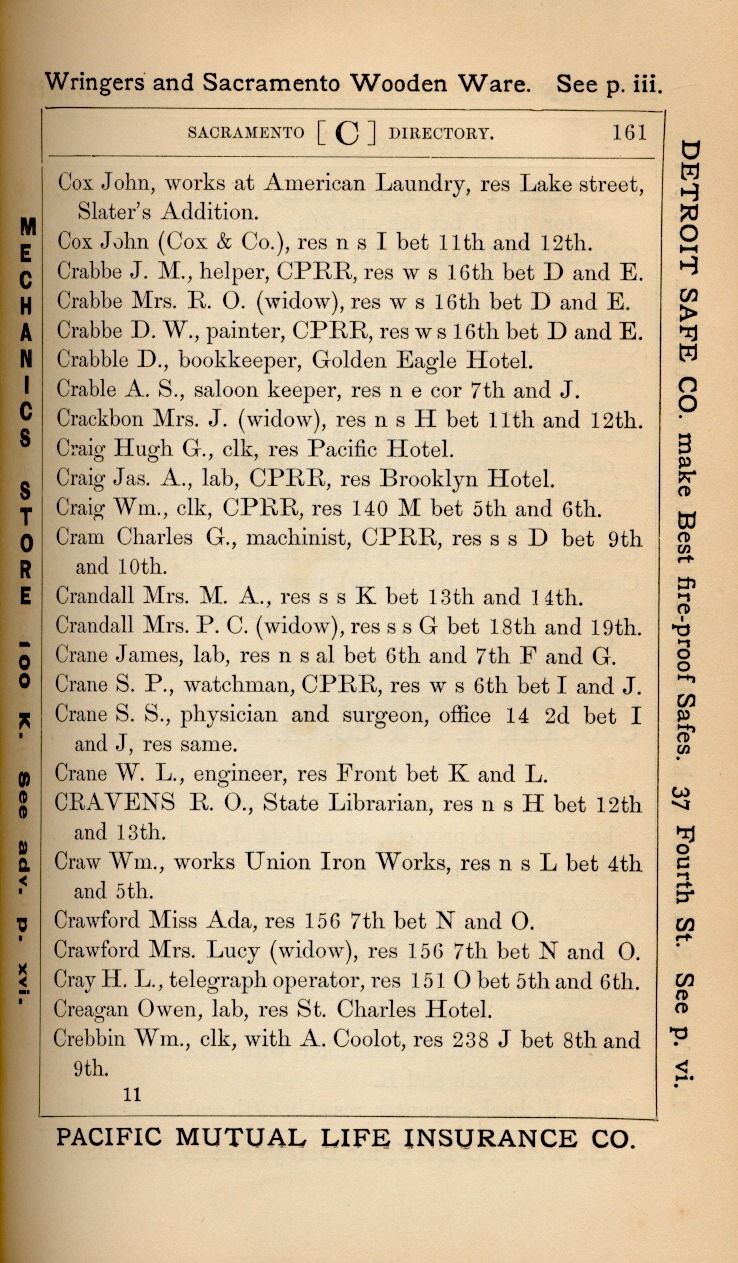 Wringers and Sacramento Wooden Ware. See p. iii.
SACRAMENTO [ C ] DIRECTORY. 161
Cox John, works at American Laundry, res Lake street,
Slater's Addition.
Cox John (Cox & Co.), res n s I bet 11th and 12th.
Crabbe J. M., helper, CPRR, res w s 16th bet D and E.
Crabbe Mrs. R. O. (widow), res w s 16th bet D and E.
Crabbe D. W., painter, CPRR, res w s 16th bet D and E.
Crabble D., bookkeeper, Golden Eagle Hotel.
Crable A. S., saloon keeper, res n e cor 7th and J.
Crackbon Mrs. J. (widow), res n s H bet 11th and 12th.
Craig Hugh G., clk, res Pacific Hotel.
Craig Jas. A., lab, CPRR, res Brooklyn Hotel.
Craig Wm., clk, CPRR, res 140 M bet 5th and 6th.
Cram Charles G., machinist, CPRR, res s s D bet 9th
and 10th.
Crandall Mrs. M. A., res s s K bet 13th and 14th.
Crandall Mrs. P. C. (widow), res s s G bet 18th and 19th.
Crane James, lab, res n s al bet 6th and 7th F and G.
Crane S. P., watchman, CPRR, res w s 6th bet I and J.
Crane S. S., physician and surgeon, office 14 2d bet I
and J, res same.
Crane W. L., engineer, res Front bet K and L.
CRAVENS R. O., State Librarian, res n s H bet 12th
and 13th.
Craw Wm., works Union Iron Works, res n s L bet 4th
and 5th.
Crawford Miss Ada, res 156 7th bet N and O.
Crawford Mrs. Lucy (widow), res 156 7th bet N and O.
Cray H. L., telegraph operator, res 151 O bet 5th and 6th.
Creagan Owen, lab, res St. Charles Hotel.
Crebbin Wm., clk, with A. Coolot, res 238 J bet 8th and
9th.
11
PACIFIC MUTUAL LIFE INSURANCE CO.
MECHANICS STORE - 100 K. See adv. p. xvi.
DETROIT SAFE CO. make Best fire-proof Safes. 37 Fourth St. See p. vi.